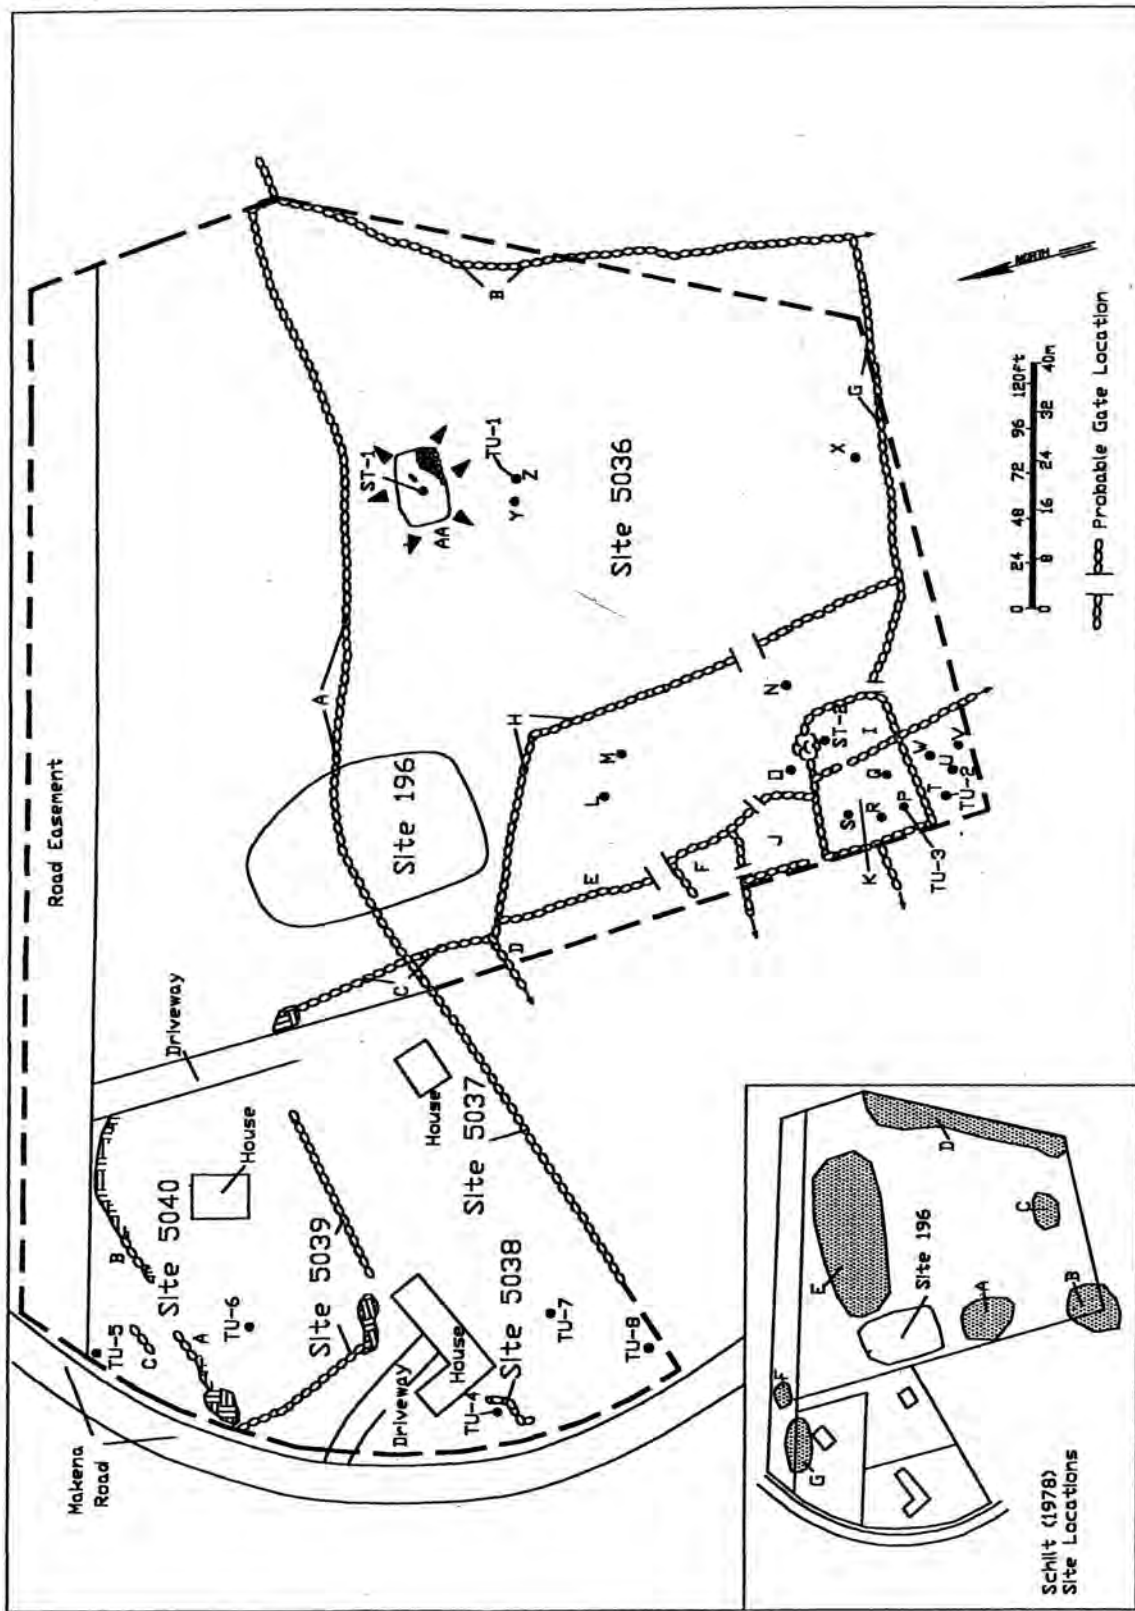 Road Easement
Makena
Road
Driveway
TU-5
C
B
Site 5040
House
A
TU-6
Site 5039
Driveway
House
TU-4
Site 5038
TU-7
TU-8
House
Site 5037
C
D
A
Site 196
ST-1
AA
Y
TU-1
Z
B
Site 5036
H
E
L
M
F
J
N
O
ST-2
I
S
K
R
Q
P
TU-3
W
T
U
V
TU-2
X
G
NORTH
0 24 48 72 96 120ft
0 8 16 24 32 40m
Probable Gate Location
E
D
F
G
Site 196
A
C
B
Schilt (1978)
Site Locations